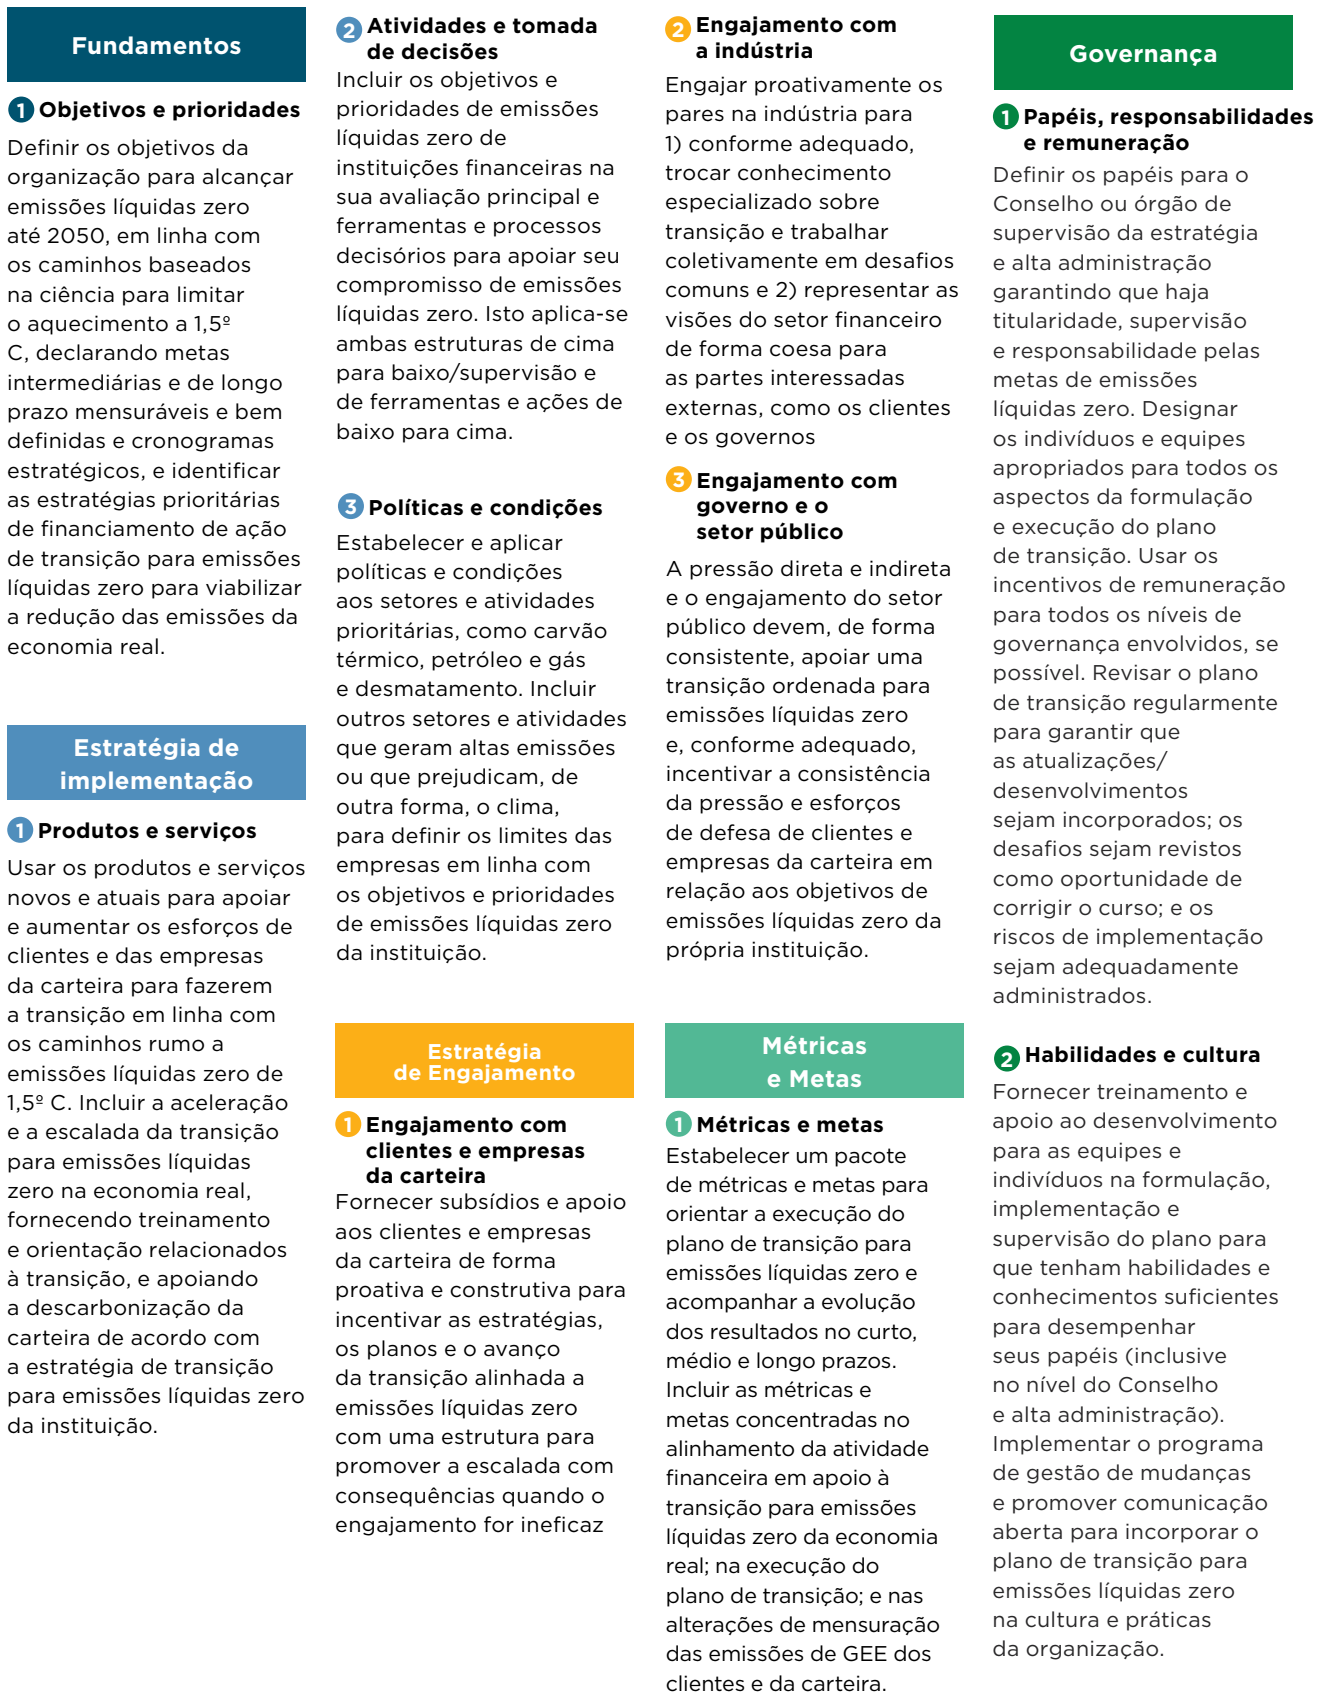 Fundamentos
1 Objetivos e prioridades
Definir os objetivos da
organização para alcançar
emissões líquidas zero
até 2050, em linha com
os caminhos baseados
na ciência para limitar
o aquecimento a 1,5º
C, declarando metas
intermediárias e de longo
prazo mensuráveis e bem
definidas e cronogramas
estratégicos, e identificar
as estratégias prioritárias
de financiamento de ação
de transição para emissões
líquidas zero para viabilizar
a redução das emissões da
economia real.
Estratégia de
implementação
1 Produtos e serviços
Usar os produtos e serviços
novos e atuais para apoiar
e aumentar os esforços de
clientes e das empresas
da carteira para fazerem
a transição em linha com
os caminhos rumo a
emissões líquidas zero de
1,5º C. Incluir a aceleração
e a escalada da transição
para emissões líquidas
zero na economia real,
fornecendo treinamento
e orientação relacionados
à transição, e apoiando
a descarbonização da
carteira de acordo com
a estratégia de transição
para emissões líquidas zero
da instituição.
2 Atividades e tomada
de decisões
Incluir os objetivos e
prioridades de emissões
líquidas zero de
instituições financeiras na
sua avaliação principal e
ferramentas e processos
decisórios para apoiar seu
compromisso de emissões
líquidas zero. Isto aplica-se
ambas estruturas de cima
para baixo/supervisão e
de ferramentas e ações de
baixo para cima.
3 Políticas e condições
Estabelecer e aplicar
políticas e condições
aos setores e atividades
prioritárias, como carvão
térmico, petróleo e gás
e desmatamento. Incluir
outros setores e atividades
que geram altas emissões
ou que prejudicam, de
outra forma, o clima,
para definir os limites das
empresas em linha com
os objetivos e prioridades
de emissões líquidas zero
da instituição.
Estratégia
de Engajamento
1 Engajamento com
clientes e empresas
da carteira
Fornecer subsídios e apoio
aos clientes e empresas
da carteira de forma
proativa e construtiva para
incentivar as estratégias,
os planos e o avanço
da transição alinhada a
emissões líquidas zero
com uma estrutura para
promover a escalada com
consequências quando o
engajamento for ineficaz
2 Engajamento com
a indústria
Engajar proativamente os
pares na indústria para
1) conforme adequado,
trocar conhecimento
especializado sobre
transição e trabalhar
coletivamente em desafios
comuns e 2) representar as
visões do setor financeiro
de forma coesa para
as partes interessadas
externas, como os clientes
e os governos
3 Engajamento com
governo e o
setor público
A pressão direta e indireta
e o engajamento do setor
público devem, de forma
consistente, apoiar uma
transição ordenada para
emissões líquidas zero
e, conforme adequado,
incentivar a consistência
da pressão e esforços
de defesa de clientes e
empresas da carteira em
relação aos objetivos de
emissões líquidas zero da
própria instituição.
Métricas
e Metas
1 Métricas e metas
Estabelecer um pacote
de métricas e metas para
orientar a execução do
plano de transição para
emissões líquidas zero e
acompanhar a evolução
dos resultados no curto,
médio e longo prazos.
Incluir as métricas e
metas concentradas no
alinhamento da atividade
financeira em apoio à
transição para emissões
líquidas zero da economia
real; na execução do
plano de transição; e nas
alterações de mensuração
das emissões de GEE dos
clientes e da carteira.
Governança
1 Papéis, responsabilidades
e remuneração
Definir os papéis para o
Conselho ou órgão de
supervisão da estratégia
e alta administração
garantindo que haja
titularidade, supervisão
e responsabilidade pelas
metas de emissões
líquidas zero. Designar
os indivíduos e equipes
apropriados para todos os
aspectos da formulação
e execução do plano
de transição. Usar os
incentivos de remuneração
para todos os níveis de
governança envolvidos, se
possível. Revisar o plano
de transição regularmente
para garantir que
as atualizações/
desenvolvimentos
sejam incorporados; os
desafios sejam revistos
como oportunidade de
corrigir o curso; e os
riscos de implementação
sejam adequadamente
administrados.
2 Habilidades e cultura
Fornecer treinamento e
apoio ao desenvolvimento
para as equipes e
indivíduos na formulação,
implementação e
supervisão do plano para
que tenham habilidades e
conhecimentos suficientes
para desempenhar
seus papéis (inclusive
no nível do Conselho
e alta administração).
Implementar o programa
de gestão de mudanças
e promover comunicação
aberta para incorporar o
plano de transição para
emissões líquidas zero
na cultura e práticas
da organização.